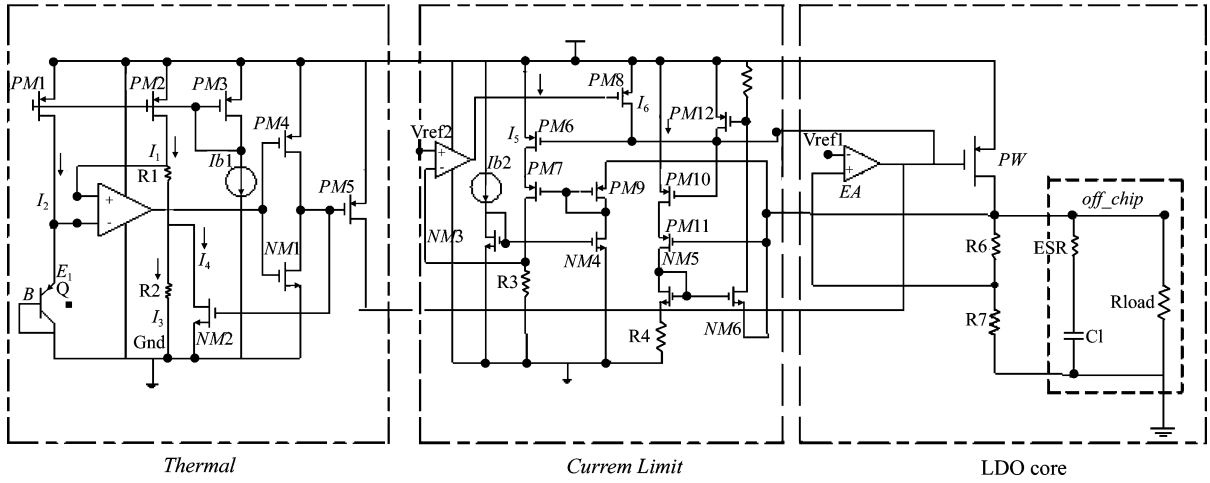 PM1
PM2
PM3
PM4
PM5
I1
I2
R1
Ib1
+
-
I4
NM1
E1
B
Q
R2
I3
NM2
Gnd
Thermal
Vref2
+
-
Ib2
I5
PM6
PM7
PM8
I6
PM9
PM10
PM11
PM12
NM3
NM4
NM5
NM6
R3
R4
Currem Limit
Vref1
-
+
EA
PW
off_chip
R6
R7
ESR
Cl
Rload
LDO core